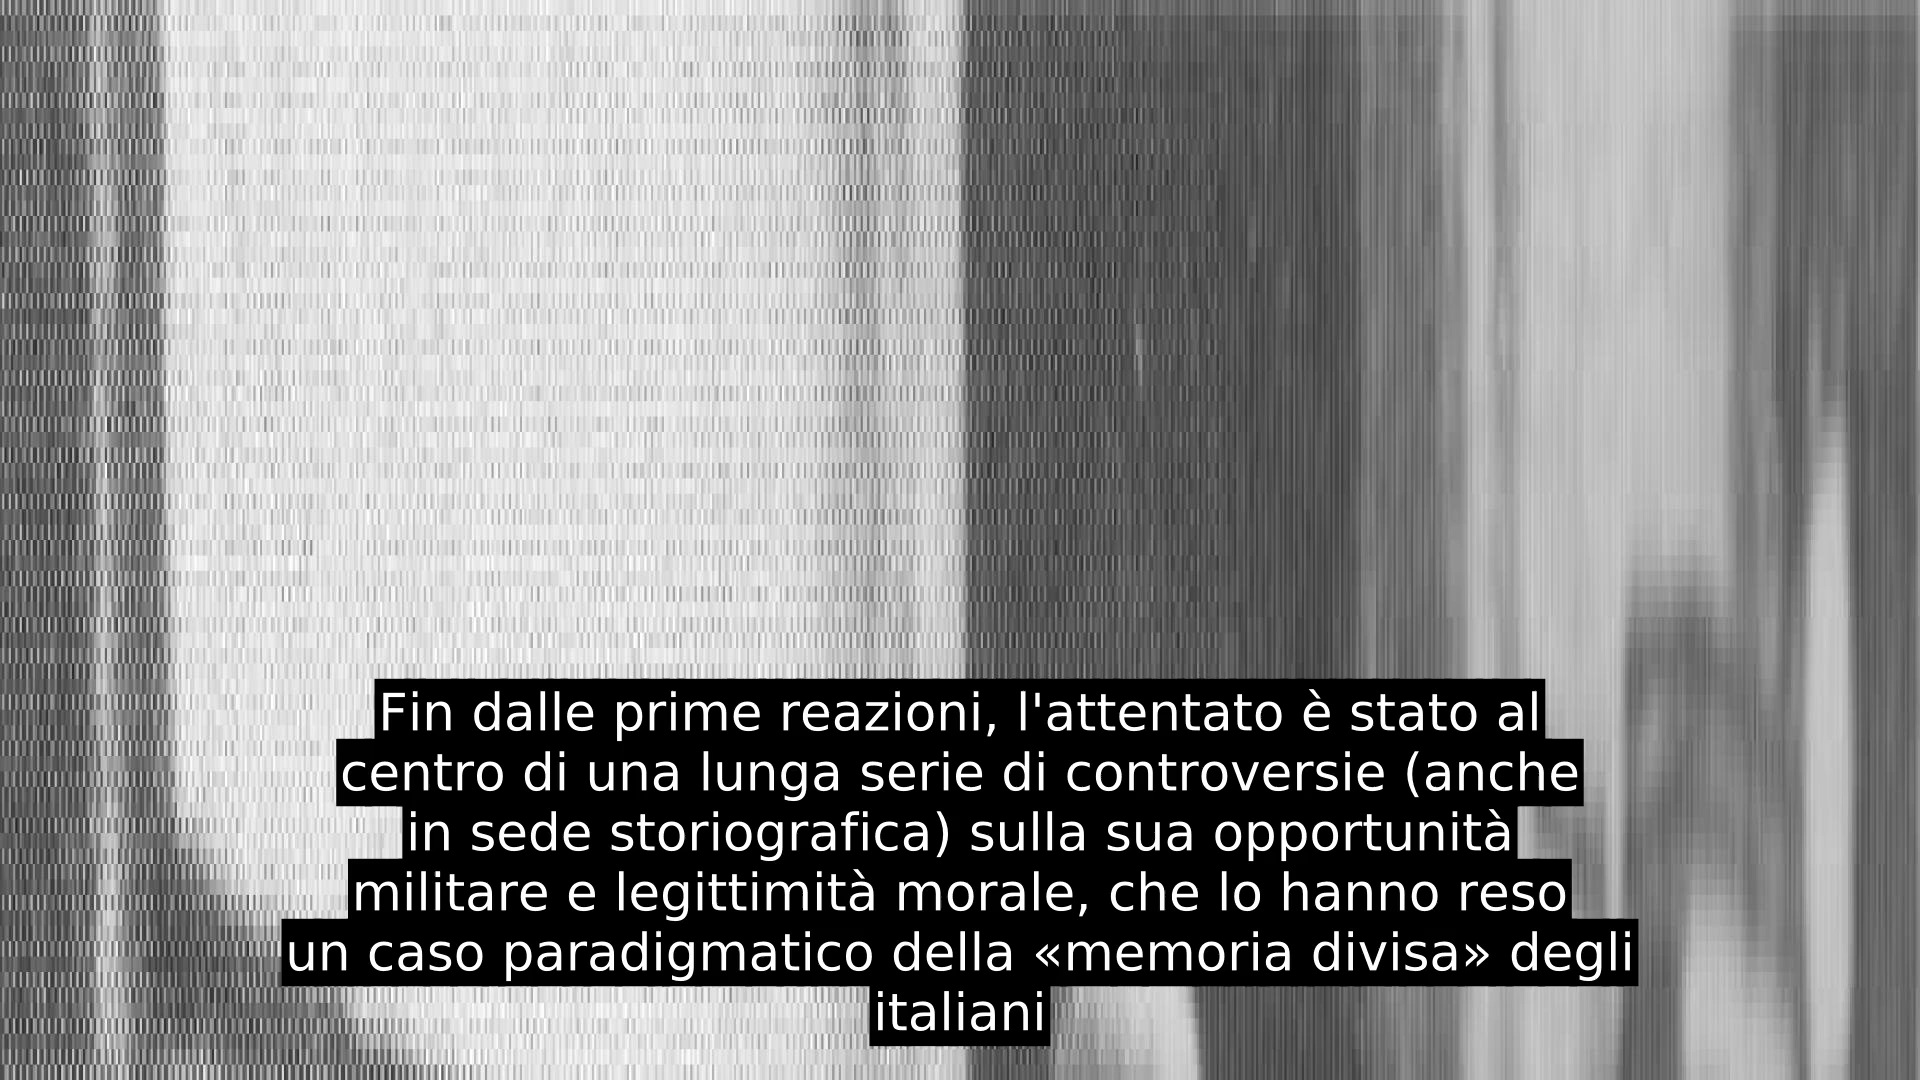 Fin dalle prime reazioni, l'attentato è stato al
centro di una lunga serie di controversie (anche
in sede storiografica) sulla sua opportunità
militare e legittimità morale, che lo hanno reso
un caso paradigmatico della «memoria divisa» degli
italiani